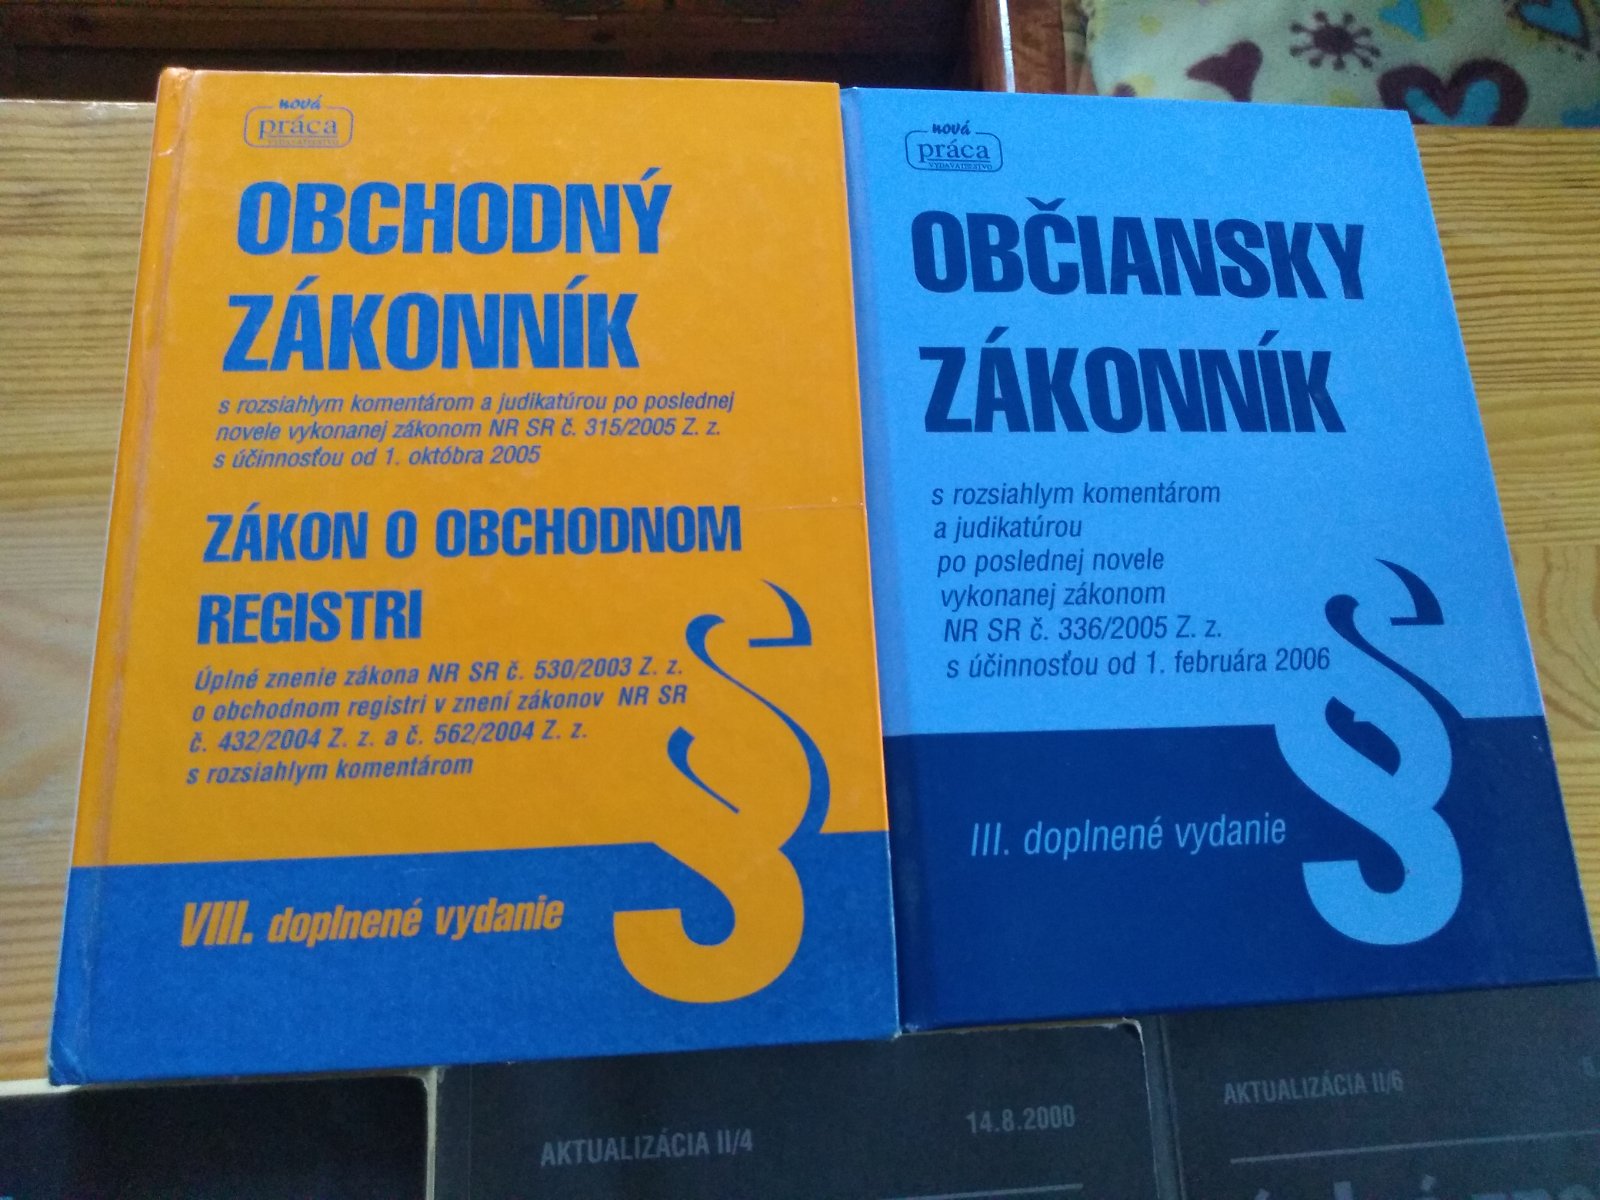 nová
práca
VYDAVATEĽSTVO
OBCHODNÝ
ZÁKONNÍK
s rozsiahlym komentárom a judikatúrou po poslednej
novele vykonanej zákonom NR SR č. 315/2005 Z. z.
s účinnosťou od 1. októbra 2005
ZÁKON O OBCHODNOM
REGISTRI
Úplné znenie zákona NR SR č. 530/2003 Z. z.
o obchodnom registri v znení zákonov NR SR
č. 432/2004 Z. z. a č. 562/2004 Z. z.
s rozsiahlym komentárom
§
VIII. doplnené vydanie
nová
práca
VYDAVATEĽSTVO
OBČIANSKY
ZÁKONNÍK
s rozsiahlym komentárom
a judikatúrou
po poslednej novele
vykonanej zákonom
NR SR č. 336/2005 Z. z.
s účinnosťou od 1. februára 2006
§
III. doplnené vydanie
AKTUALIZÁCIA II/4
14.8.2000
AKTUALIZÁCIA II/6